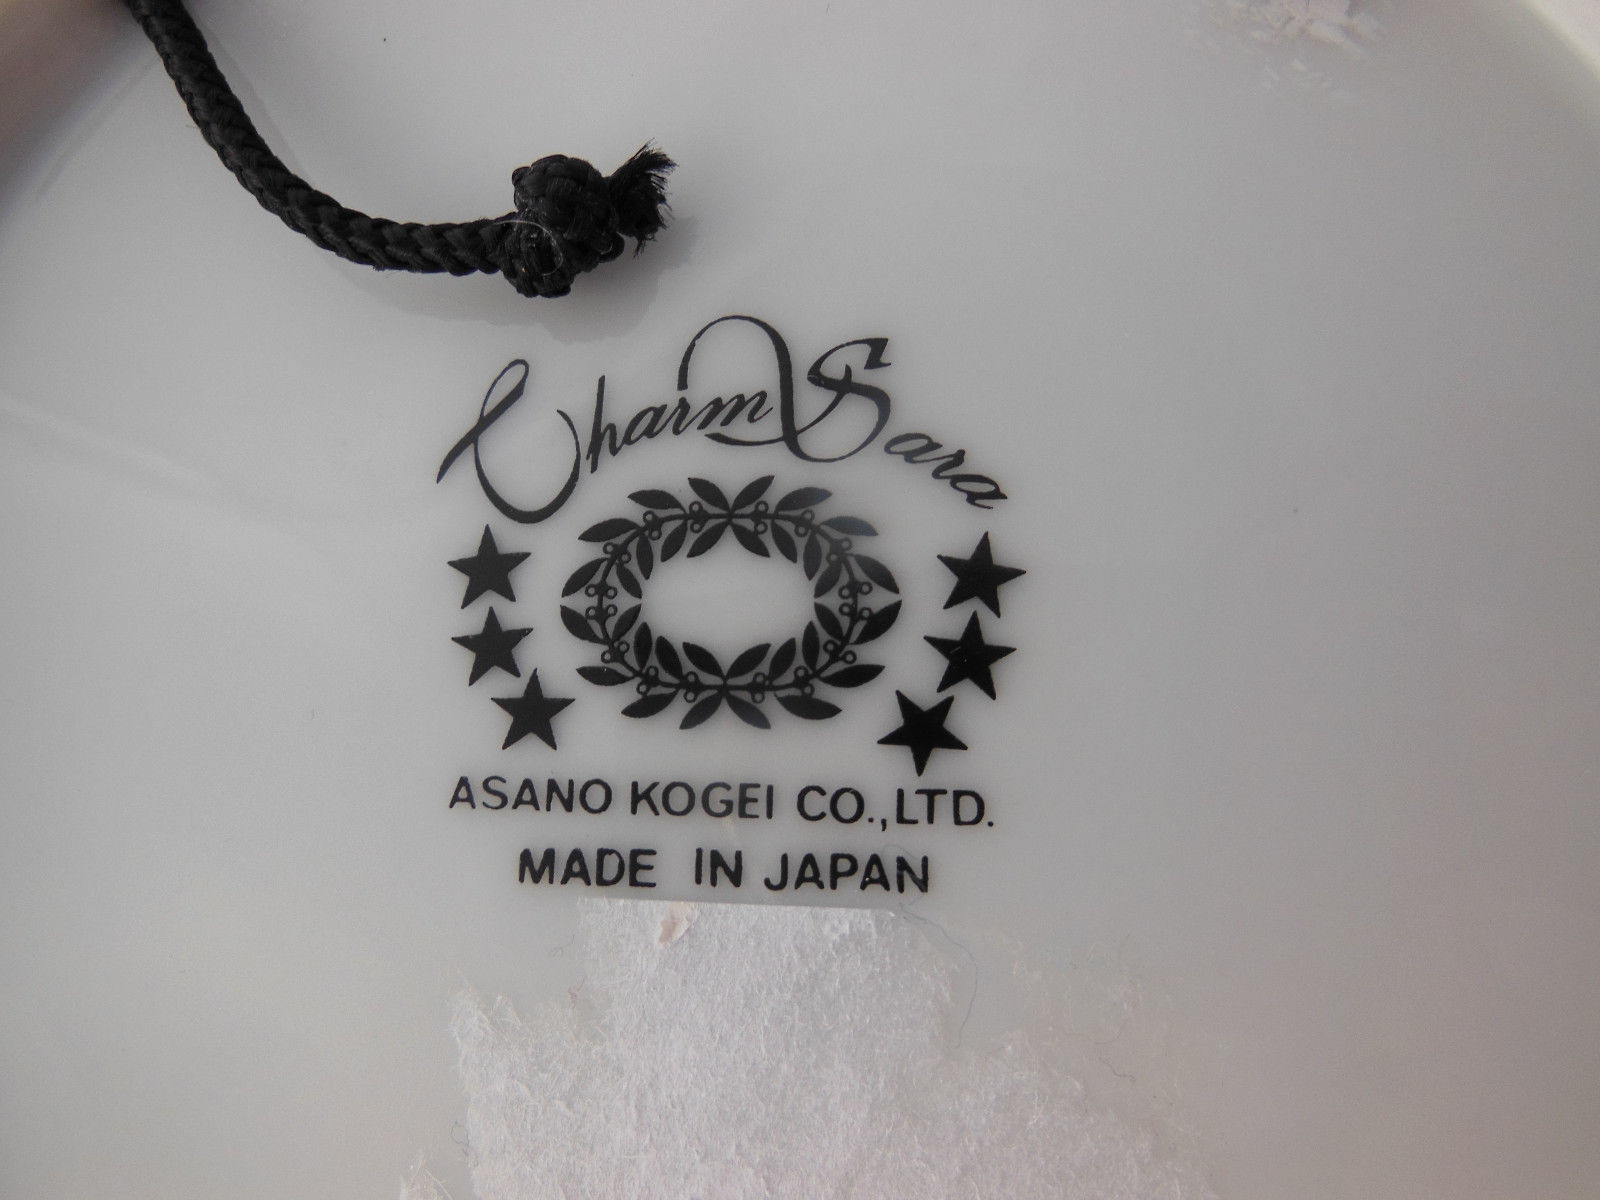 Charm Sara
ASANO KOGEI CO.,LTD.
MADE IN JAPAN